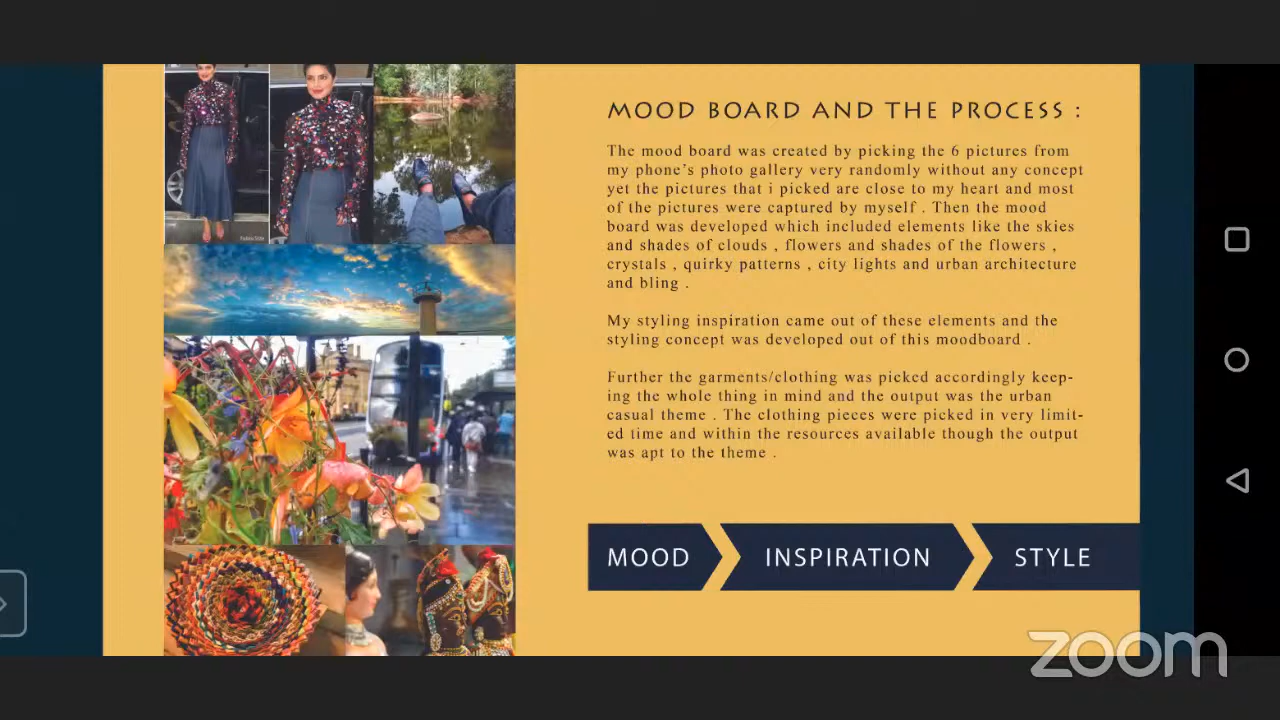 MOOD BOARD AND THE PROCESS :
The mood board was created by picking the 6 pictures from
my phone's photo gallery very randomly without any concept
yet the pictures that i picked are close to my heart and most
of the pictures were captured by myself . Then the mood
board was developed which included elements like the skies
and shades of clouds , flowers and shades of the flowers ,
crystals , quirky patterns , city lights and urban architecture
and bling .
My styling inspiration came out of these elements and the
styling concept was developed out of this moodboard .
Further the garments/clothing was picked accordingly keep-
ing the whole thing in mind and the output was the urban
casual theme . The clothing pieces were picked in very limit-
ed time and within the resources available though the output
was apt to the theme .
MOOD
INSPIRATION
STYLE
zoom